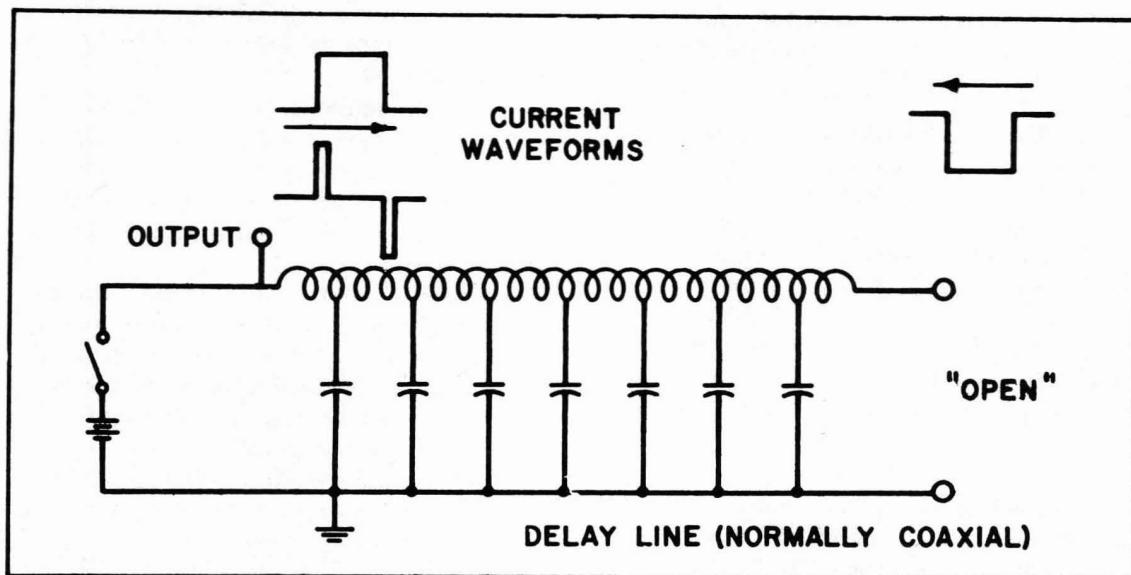 CURRENT
WAVEFORMS
OUTPUT
"OPEN"
DELAY LINE (NORMALLY COAXIAL)